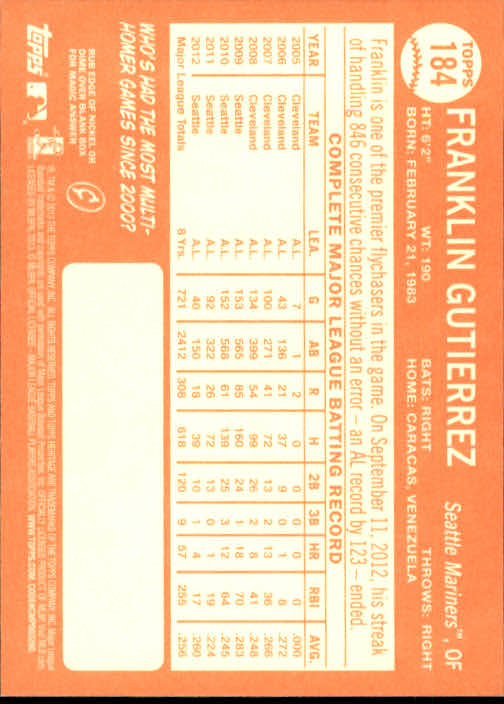 TOPPS
184
FRANKLIN GUTIERREZ
Seattle Mariners™, OF
HT: 6'2" WT: 190 BATS: RIGHT THROWS: RIGHT
BORN: FEBRUARY 21, 1983 HOME: CARACAS, VENEZUELA
Franklin is one of the premier flychasers in the game. On September 11, 2012, his streak
of handling 846 consecutive chances without an error – an AL record by 123 – ended.
COMPLETE MAJOR LEAGUE BATTING RECORD
YEAR TEAM LEA. G AB R H 2B 3B HR RBI AVG.
2005 Cleveland A.L. 7 1 2 0 0 0 0 0 .000
2006 Cleveland A.L. 43 136 21 37 9 0 1 8 .272
2007 Cleveland A.L. 100 271 41 72 13 2 13 36 .266
2008 Cleveland A.L. 134 399 54 99 26 2 8 41 .248
2009 Seattle A.L. 153 565 85 160 24 1 18 70 .283
2010 Seattle A.L. 152 568 61 139 25 3 12 64 .245
2011 Seattle A.L. 92 322 26 72 13 0 1 19 .224
2012 Seattle A.L. 40 150 18 39 10 1 4 17 .260
Major League Totals 8 Yrs. 721 2412 308 618 120 9 57 255 .256
WHO'S HAD THE MOST MULTI-
HOMER GAMES SINCE 2000?
RUB EDGE OF NICKEL OR
DIME OVER BLANK BOX
FOR MAGIC ANSWER
TOPPS